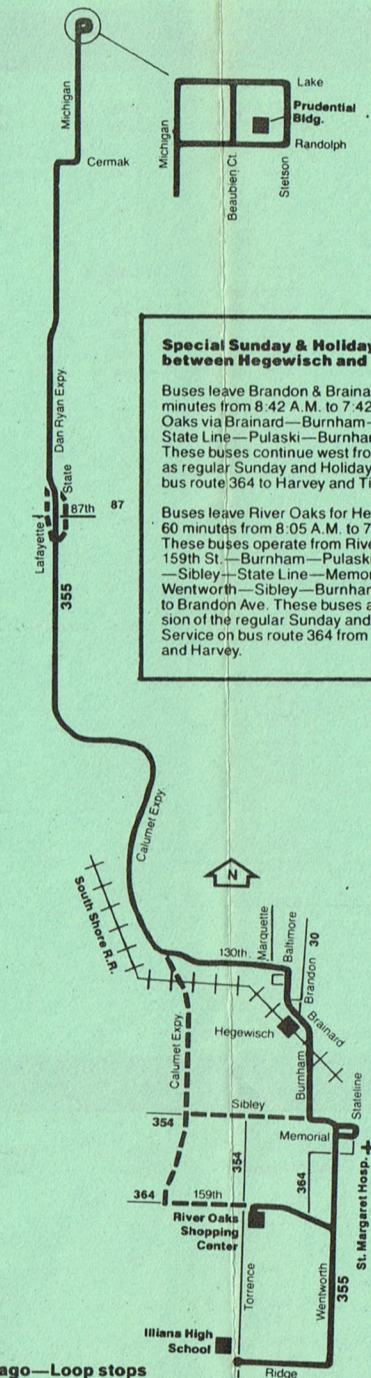 Michigan
Cermak
Lake
Prudential
Bldg.
Randolph
Michigan
Beaubien Ct.
Stetson
Special Sunday & Holiday
between Hegewisch and
Buses leave Brandon & Braina
minutes from 8:42 A.M. to 7:42
Oaks via Brainard—Burnham—
State Line—Pulaski—Burnha
These buses continue west fro
as regular Sunday and Holiday
bus route 364 to Harvey and Ti
Buses leave River Oaks for He
60 minutes from 8:05 A.M. to 7
These buses operate from Rive
159th St.—Burnham—Pulaski
—Sibley—State Line—Memor
Wentworth—Sibley—Burnham
to Brandon Ave. These buses a
sion of the regular Sunday and
Service on bus route 364 from
and Harvey.
Dan Ryan Expy.
State
87th
87
Lafayette
355
Calumet Expy.
N
South Shore R.R.
130th
Marquette
Baltimore
Brandon
30
Brainard
Hegewisch
Burnham
Calumet Expy.
Sibley
Stateline
354
Memorial
354
364
364
159th
St. Margaret Hosp.
River Oaks
Shopping
Center
Torrence
Wentworth
355
Illiana High
School
Ridge
ago—Loop stops